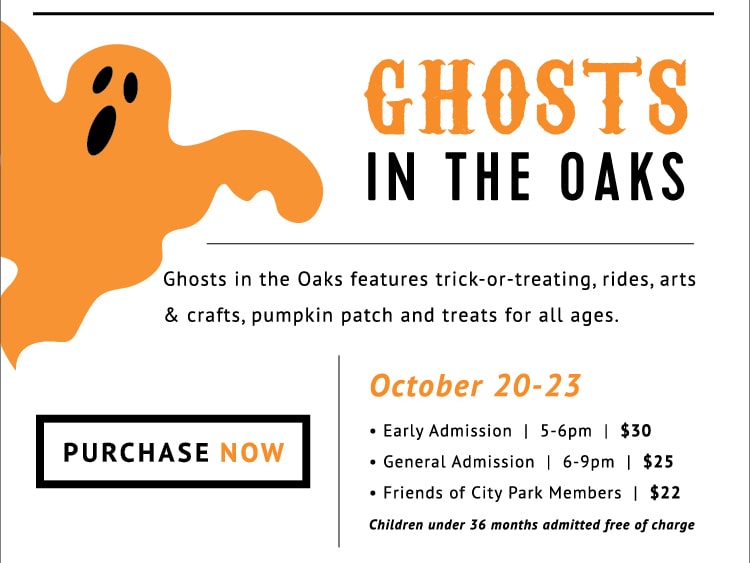 GHOSTS
IN THE OAKS
Ghosts in the Oaks features trick-or-treating, rides, arts
& crafts, pumpkin patch and treats for all ages.
PURCHASE NOW
October 20-23
• Early Admission | 5-6pm | $30
• General Admission | 6-9pm | $25
• Friends of City Park Members | $22
Children under 36 months admitted free of charge